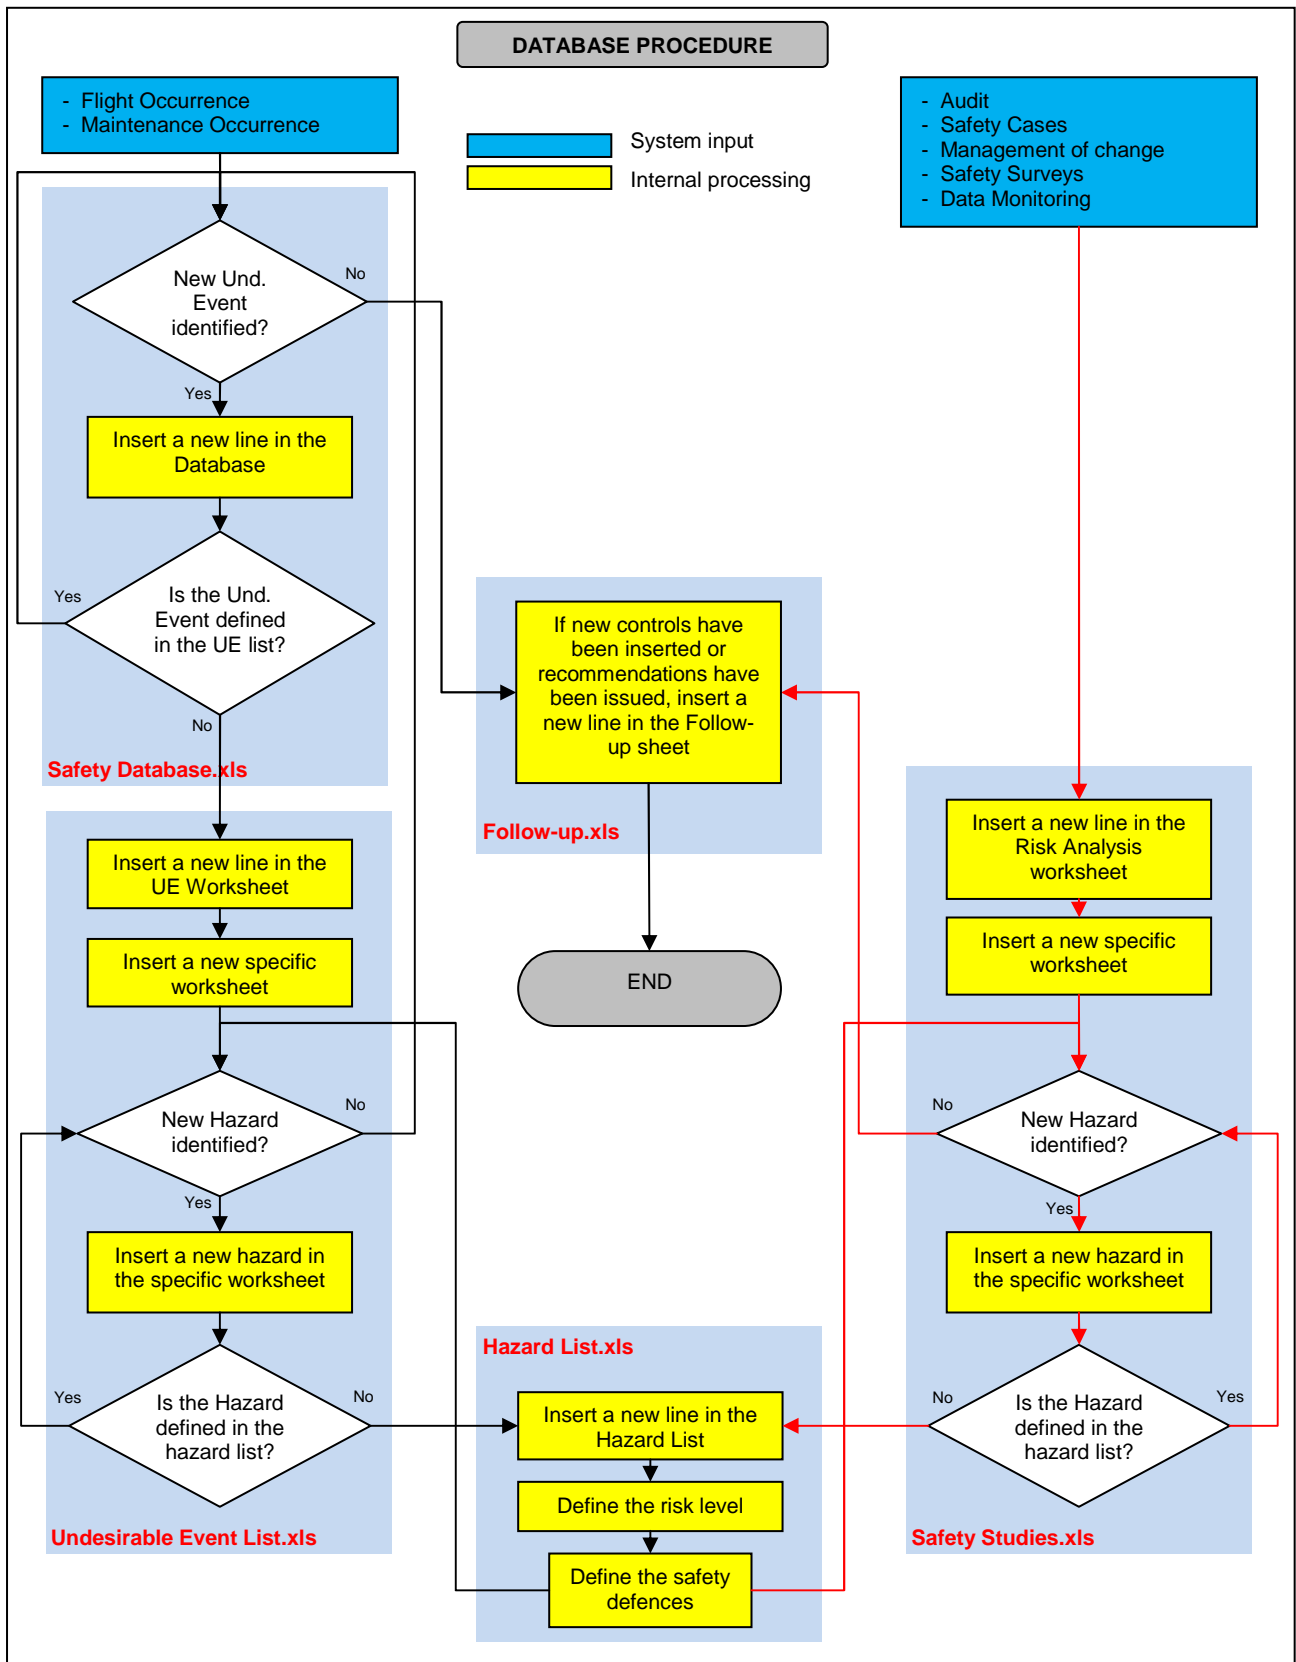 DATABASE PROCEDURE
- Flight Occurrence
- Maintenance Occurrence
System input
Internal processing
- Audit
- Safety Cases
- Management of change
- Safety Surveys
- Data Monitoring
New Und.
Event
identified?
No
Yes
Insert a new line in the
Database
Is the Und.
Event defined
in the UE list?
Yes
No
Safety Database.xls
If new controls have
been inserted or
recommendations have
been issued, insert a
new line in the Follow-
up sheet
Follow-up.xls
END
Insert a new line in the
UE Worksheet
Insert a new specific
worksheet
New Hazard
identified?
No
Yes
Insert a new hazard in
the specific worksheet
Is the Hazard
defined in the
hazard list?
Yes
No
Undesirable Event List.xls
Hazard List.xls
Insert a new line in the
Hazard List
Define the risk level
Define the safety
defences
Insert a new line in the
Risk Analysis
worksheet
Insert a new specific
worksheet
New Hazard
identified?
No
Yes
Insert a new hazard in
the specific worksheet
Is the Hazard
defined in the
hazard list?
No
Yes
Safety Studies.xls